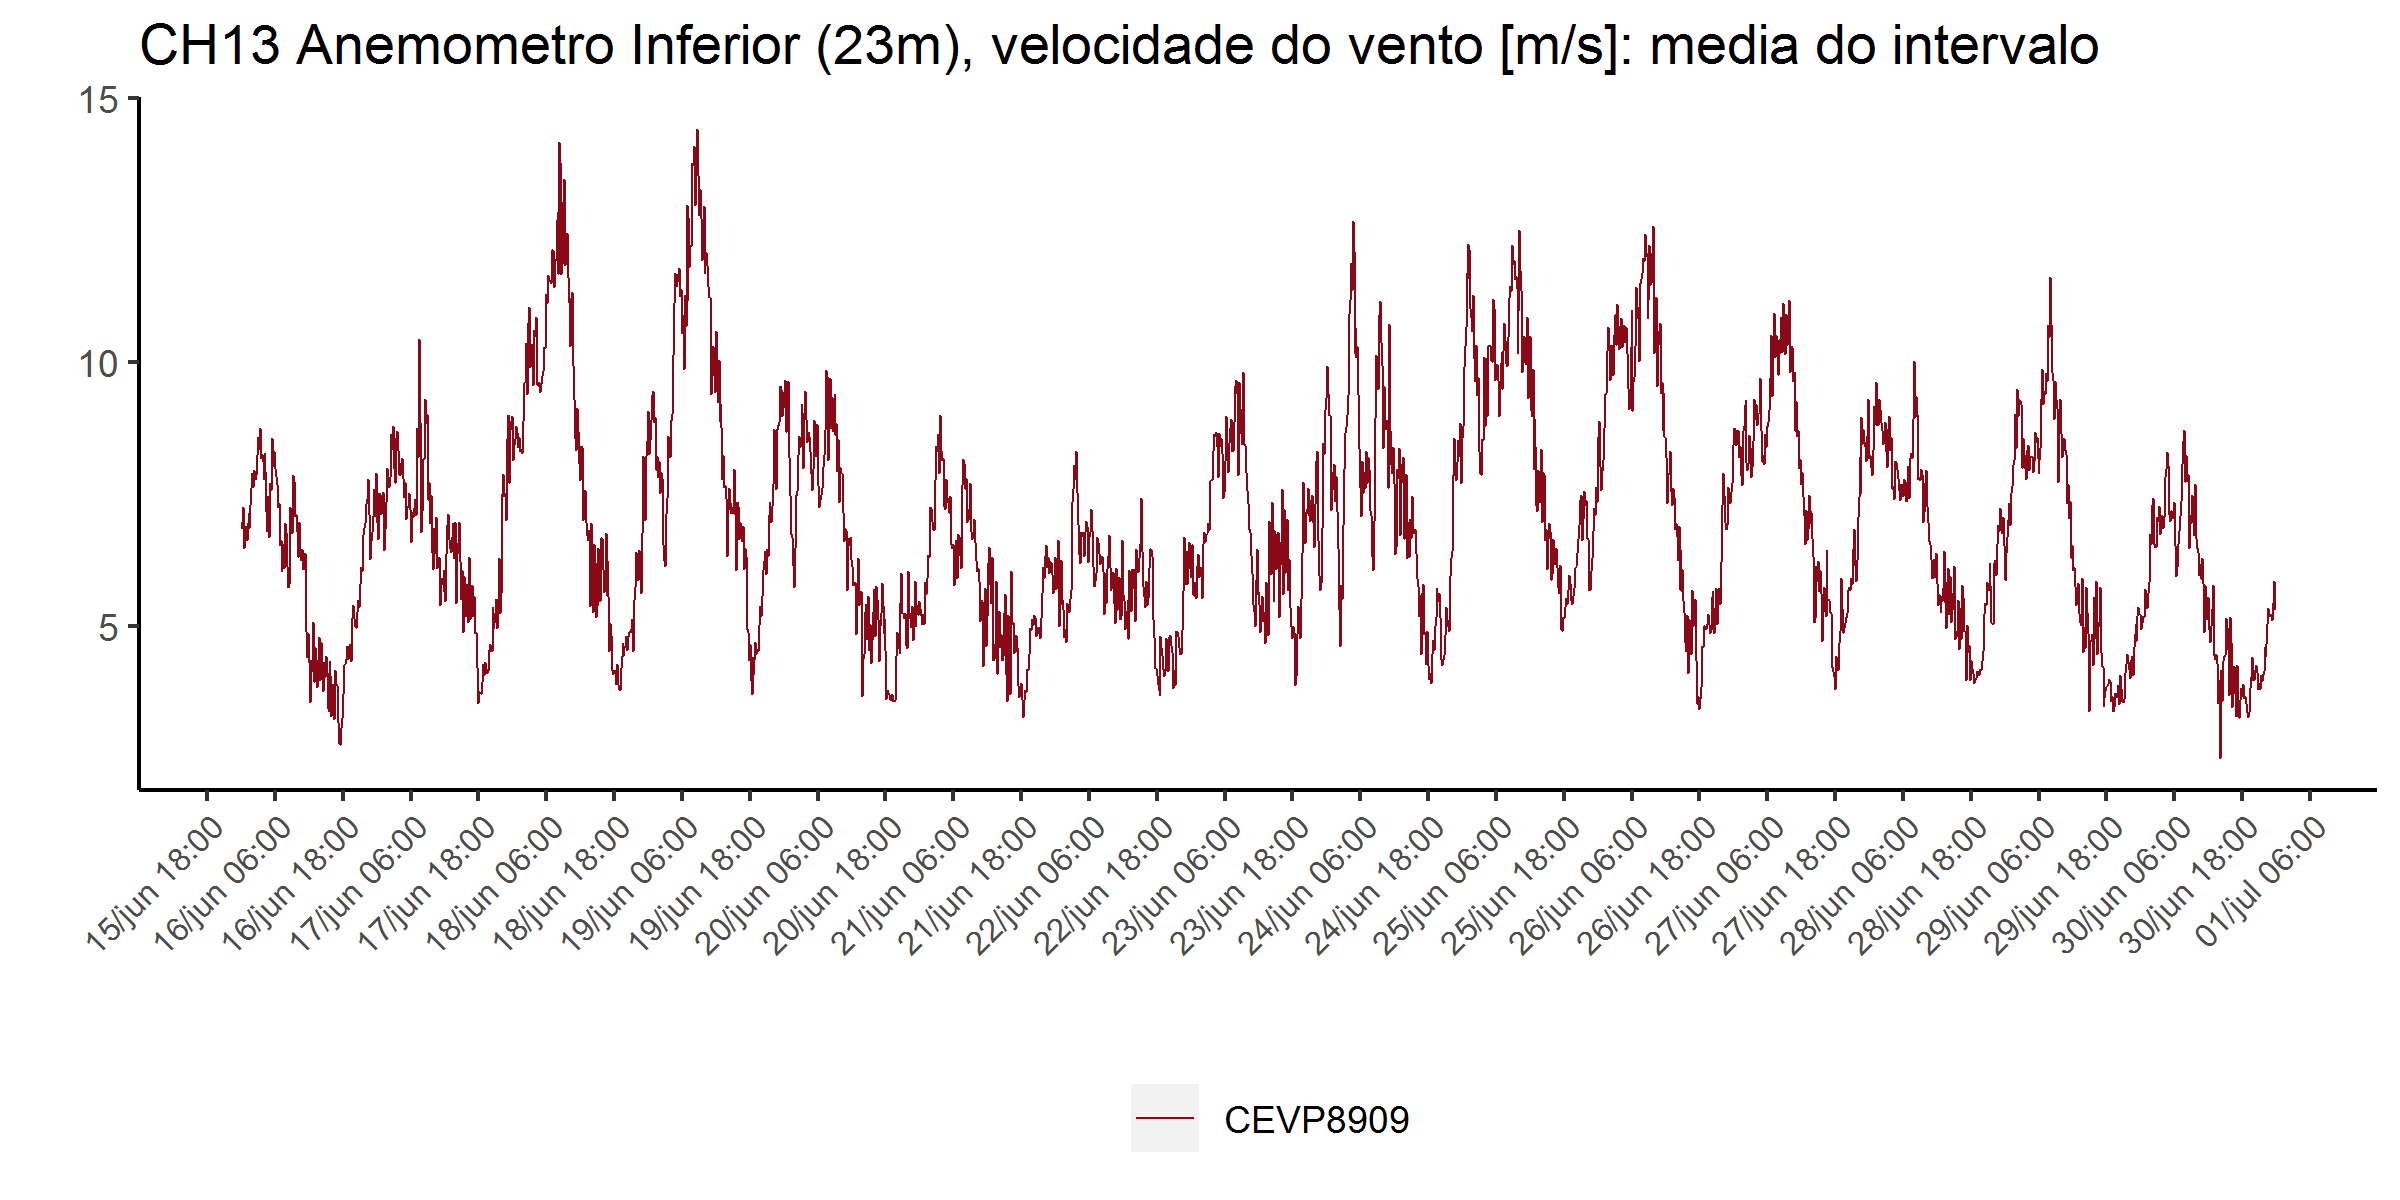 CH13 Anemometro Inferior (23m), velocidade do vento [m/s]: media do intervalo
15
10
5
15/jun 18:00
16/jun 06:00
16/jun 18:00
17/jun 06:00
17/jun 18:00
18/jun 06:00
18/jun 18:00
19/jun 06:00
19/jun 18:00
20/jun 06:00
20/jun 18:00
21/jun 06:00
21/jun 18:00
22/jun 06:00
22/jun 18:00
23/jun 06:00
23/jun 18:00
24/jun 06:00
24/jun 18:00
25/jun 06:00
25/jun 18:00
26/jun 06:00
26/jun 18:00
27/jun 06:00
27/jun 18:00
28/jun 06:00
28/jun 18:00
29/jun 06:00
29/jun 18:00
30/jun 06:00
30/jun 18:00
01/jul 06:00
CEVP8909